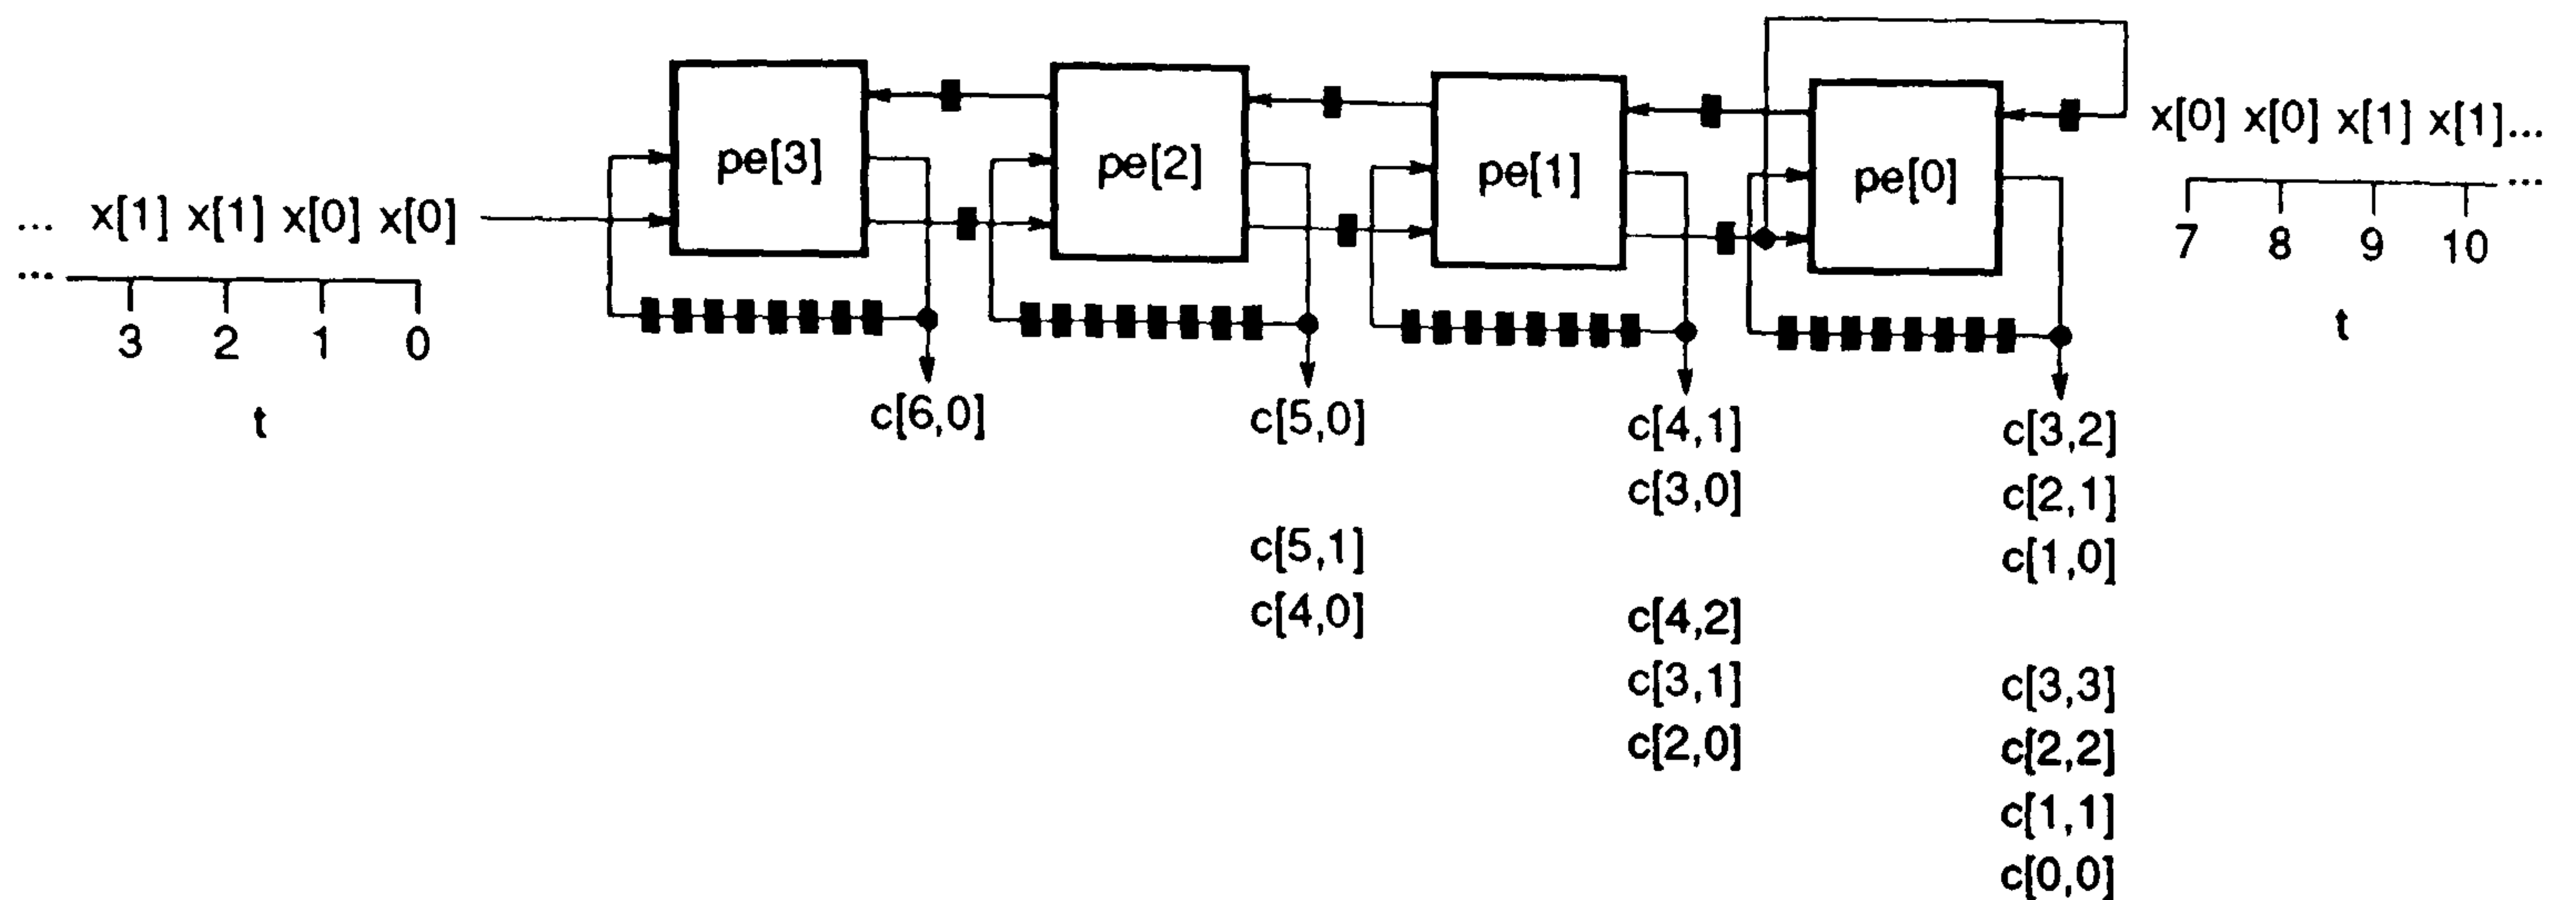 pe[3] pe[2] pe[1] pe[0]
x[0] x[0] x[1] x[1]...
...
7 8 9 10
t
... x[1] x[1] x[0] x[0]
...
3 2 1 0
t
c[6,0] c[5,0] c[4,1] c[3,2]
c[3,0] c[2,1]
c[5,1] c[1,0]
c[4,0] c[4,2]
c[3,1] c[3,3]
c[2,0] c[2,2]
c[1,1]
c[0,0]